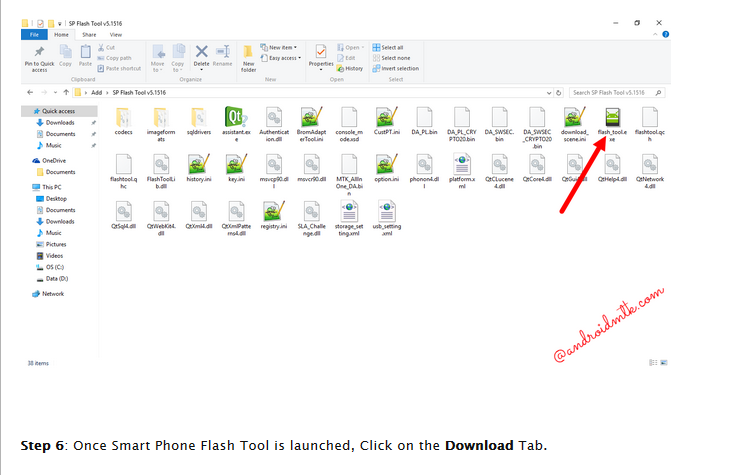 SP Flash Tool v5.1516
File
Home
Share
View
Pin to Quick access
Copy
Paste
Cut
Copy path
Paste shortcut
Clipboard
Move to
Copy to
Delete
Rename
Organize
New folder
New item
Easy access
New
Properties
Open
Edit
History
Open
Select all
Select none
Invert selection
Select
Add > SP Flash Tool v5.1516
Search SP Flash Tool v5.1516
Quick access
Downloads
Documents
Music
OneDrive
Documents
This PC
Desktop
Documents
Downloads
Music
Pictures
Videos
OS (C:)
Data (D:)
Network
codecs
imageformats
sqldrivers
assistant.exe
Authentication.dll
BromAdapterTool.ini
console_mode.xsd
CustPT.ini
DA_PL.bin
DA_PL_CRYPTO20.bin
DA_SWSEC.bin
DA_SWSEC_CRYPTO20.bin
download_scene.ini
flash_tool.exe
flashtool.qch
flashtool.qhc
FlashToolLib.dll
history.ini
key.ini
msvcp90.dll
msvcr90.dll
MTK_AllInOne_DA.bin
option.ini
phonon4.dll
platform.xml
QtCLucene4.dll
QtCore4.dll
QtGui4.dll
QtHelp4.dll
QtNetwork4.dll
QtSql4.dll
QtWebKit4.dll
QtXml4.dll
QtXmlPatterns4.dll
registry.ini
SLA_Challenge.dll
storage_setting.xml
usb_setting.xml
@androidmtk.com
38 items
Step 6: Once Smart Phone Flash Tool is launched, Click on the Download Tab.